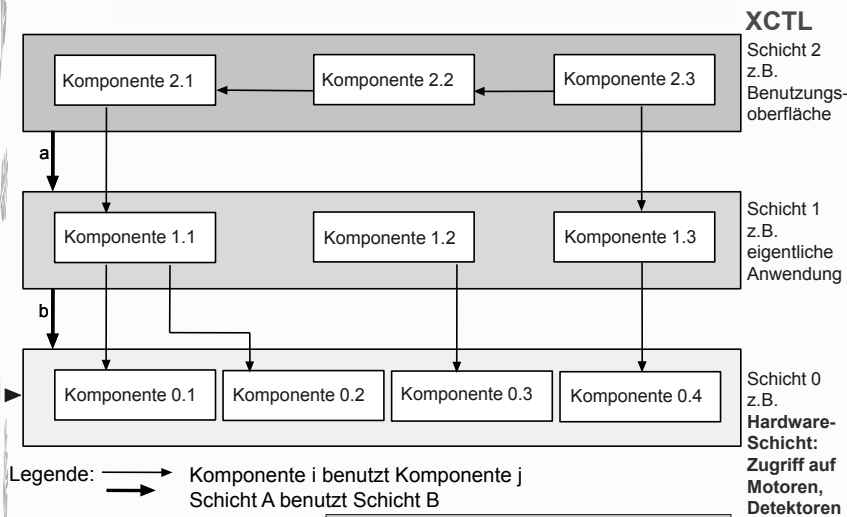 XCTL
Schicht 2
z.B.
Benutzungs-
oberfläche
Komponente 2.1
Komponente 2.2
Komponente 2.3
a
Schicht 1
z.B.
eigentliche
Anwendung
Komponente 1.1
Komponente 1.2
Komponente 1.3
b
Schicht 0
z.B.
Hardware-
Schicht:
Zugriff auf
Motoren,
Detektoren
Komponente 0.1
Komponente 0.2
Komponente 0.3
Komponente 0.4
Legende:
Komponente i benutzt Komponente j
Schicht A benutzt Schicht B